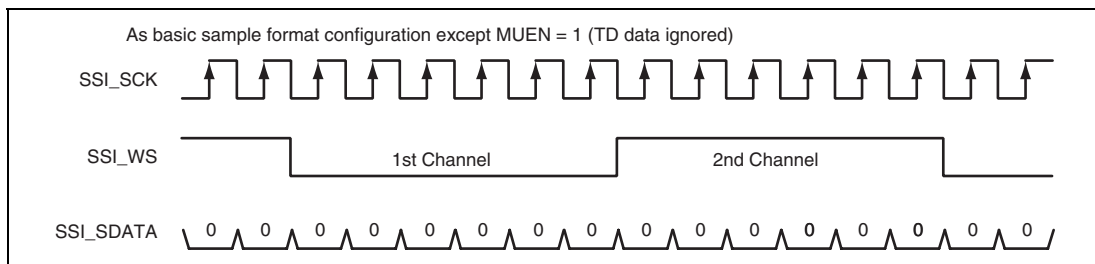 As basic sample format configuration except MUEN = 1 (TD data ignored)
SSI_SCK
SSI_WS
1st Channel
2nd Channel
SSI_SDATA
0 0 0 0 0 0 0 0 0 0 0 0 0 0 0 0